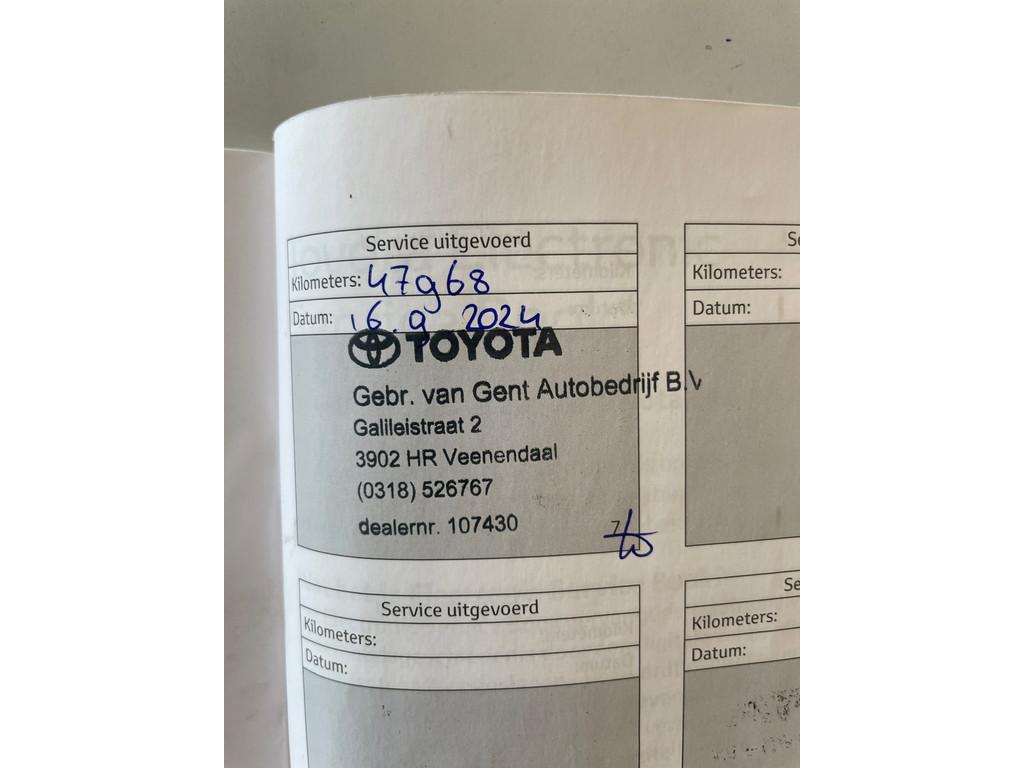 Service uitgevoerd
Kilometers: 47968
Datum: 16.9 2024
TOYOTA
Gebr. van Gent Autobedrijf B.V
Galileistraat 2
3902 HR Veenendaal
(0318) 526767
dealernr. 107430
Kilometers:
Datum:
Service uitgevoerd
Kilometers:
Datum:
Kilometers:
Datum: